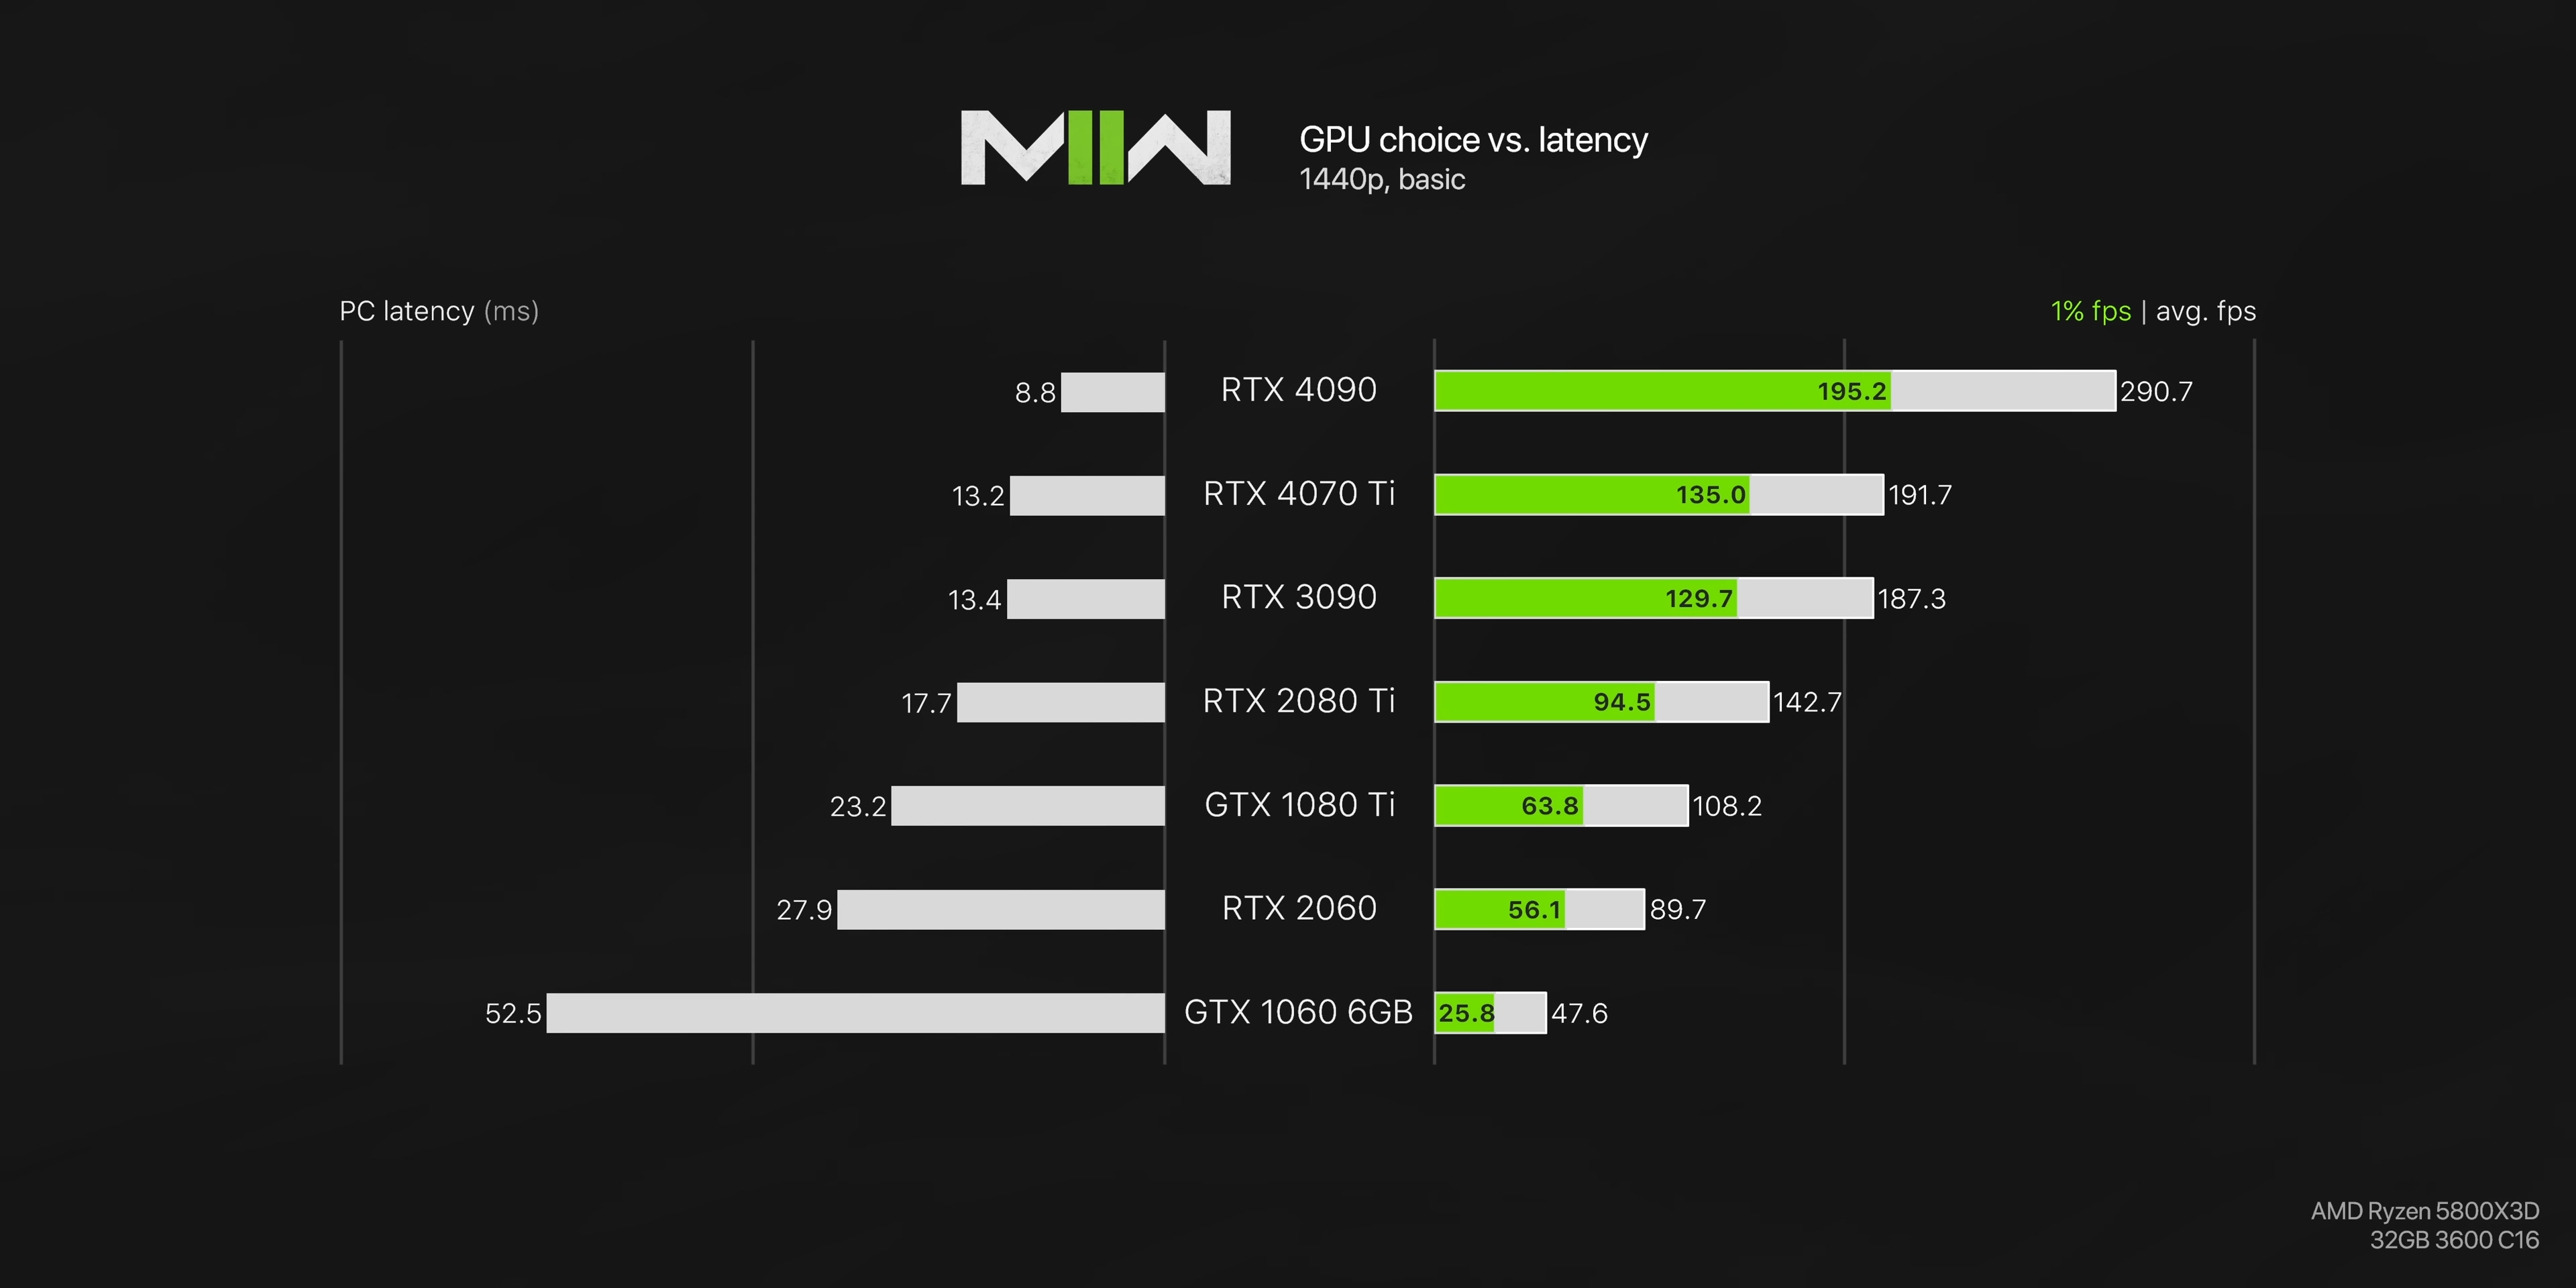 MIIW
GPU choice vs. latency
1440p, basic
PC latency (ms)
1% fps | avg. fps
8.8 RTX 4090 195.2 290.7
13.2 RTX 4070 Ti 135.0 191.7
13.4 RTX 3090 129.7 187.3
17.7 RTX 2080 Ti 94.5 142.7
23.2 GTX 1080 Ti 63.8 108.2
27.9 RTX 2060 56.1 89.7
52.5 GTX 1060 6GB 25.8 47.6
AMD Ryzen 5800X3D
32GB 3600 C16